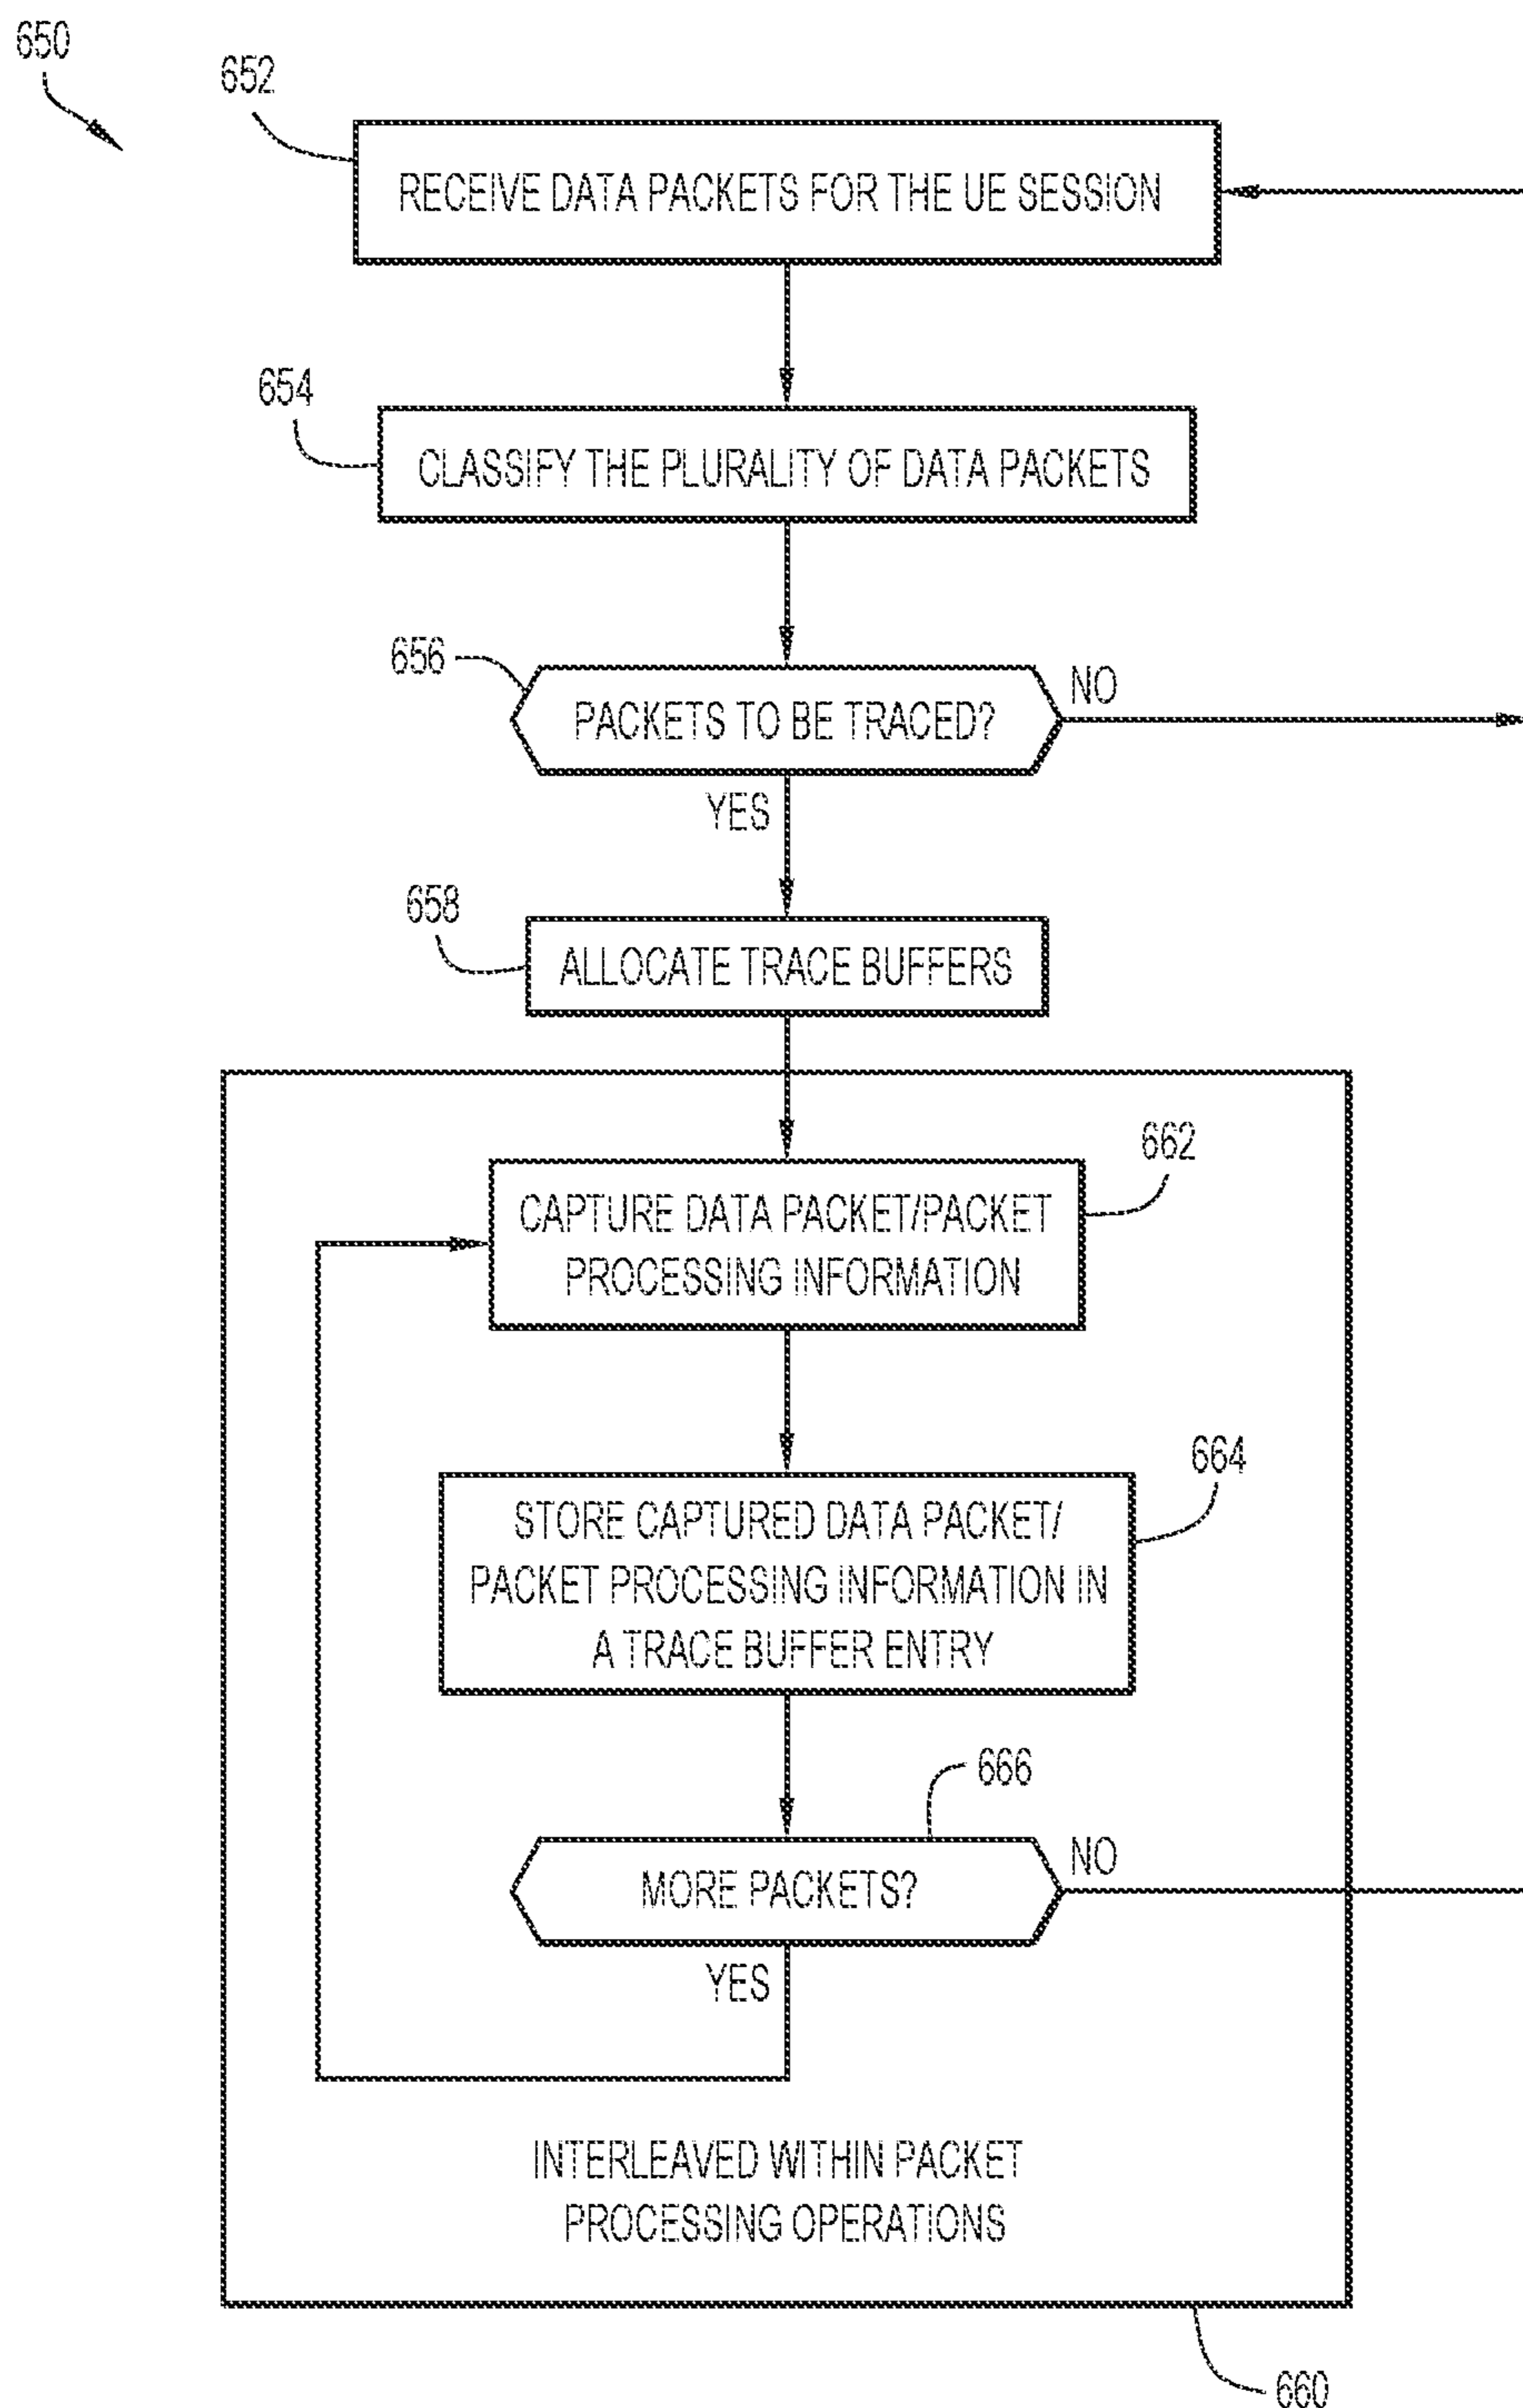 650
652
RECEIVE DATA PACKETS FOR THE UE SESSION
654
CLASSIFY THE PLURALITY OF DATA PACKETS
656
PACKETS TO BE TRACED?
NO
YES
658
ALLOCATE TRACE BUFFERS
662
CAPTURE DATA PACKET/PACKET
PROCESSING INFORMATION
664
STORE CAPTURED DATA PACKET/
PACKET PROCESSING INFORMATION IN
A TRACE BUFFER ENTRY
666
MORE PACKETS?
NO
YES
INTERLEAVED WITHIN PACKET
PROCESSING OPERATIONS
660